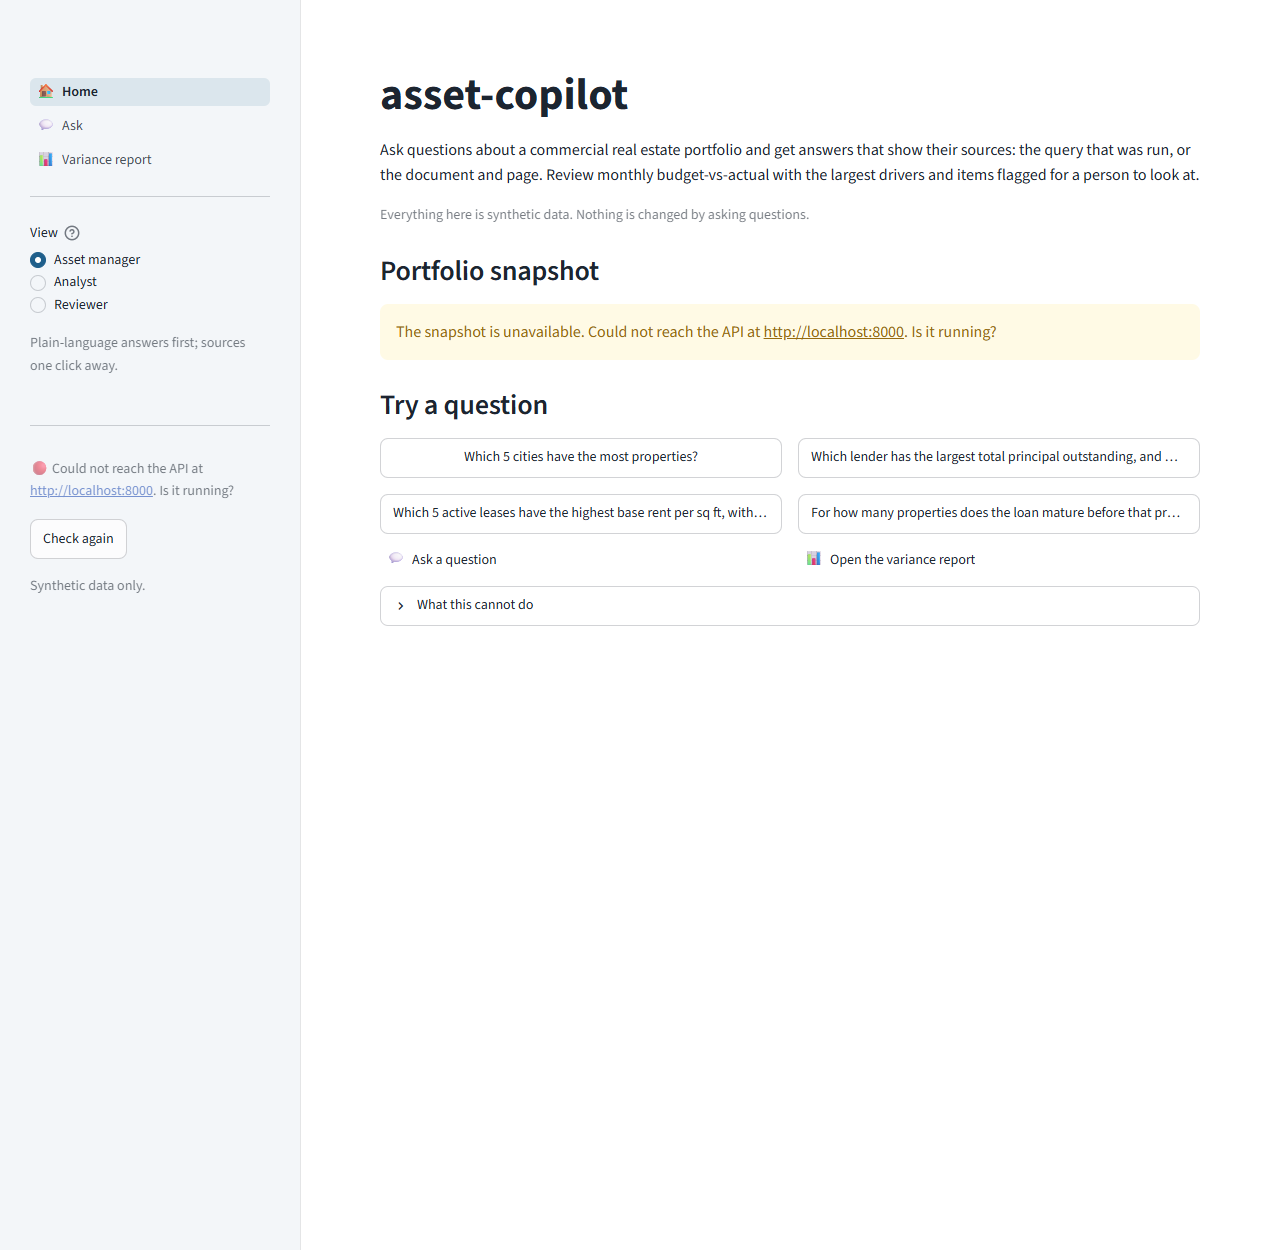 Home
Ask
Variance report
View
Asset manager
Analyst
Reviewer
Plain-language answers first; sources
one click away.
Could not reach the API at
http://localhost:8000. Is it running?
Check again
Synthetic data only.
asset-copilot
Ask questions about a commercial real estate portfolio and get answers that show their sources: the query that was run, or
the document and page. Review monthly budget-vs-actual with the largest drivers and items flagged for a person to look at.
Everything here is synthetic data. Nothing is changed by asking questions.
Portfolio snapshot
The snapshot is unavailable. Could not reach the API at http://localhost:8000. Is it running?
Try a question
Which 5 cities have the most properties?
Which lender has the largest total principal outstanding, and …
Which 5 active leases have the highest base rent per sq ft, with…
For how many properties does the loan mature before that pr…
Ask a question
Open the variance report
What this cannot do